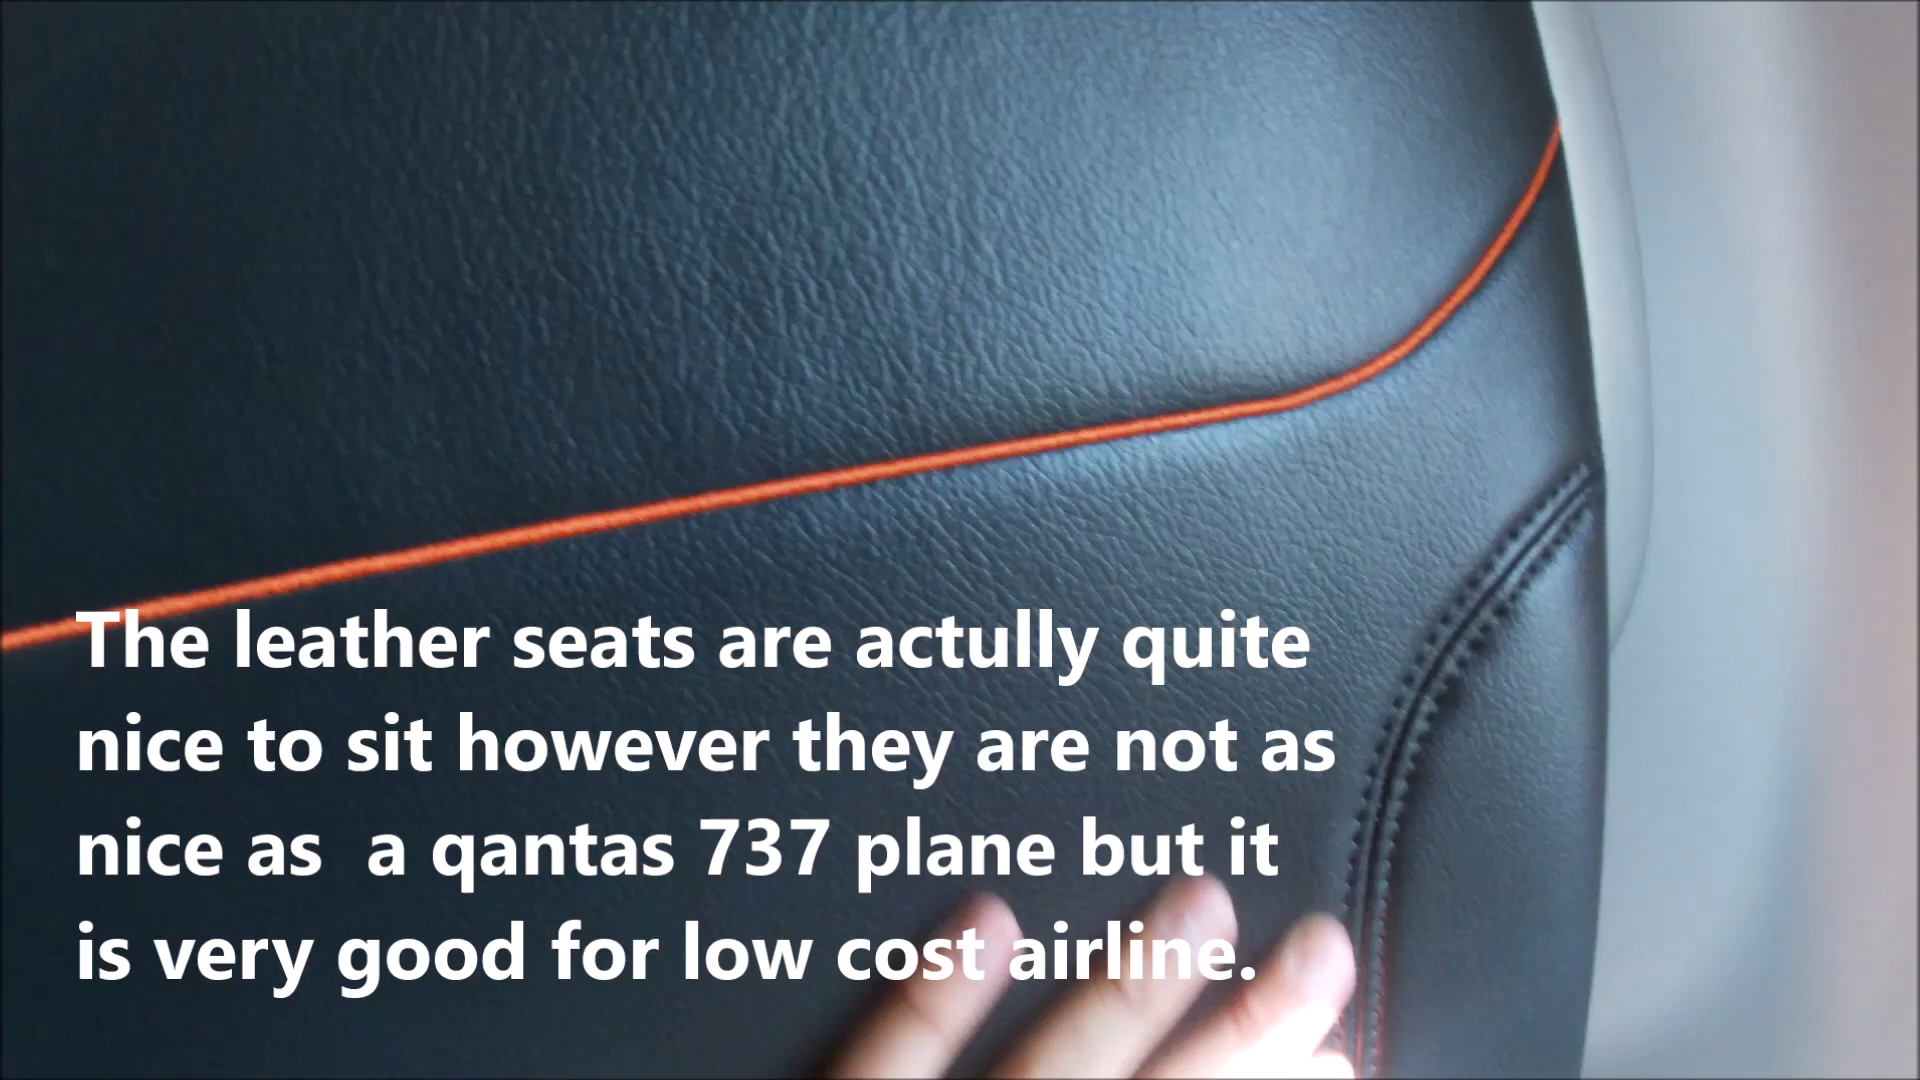 The leather seats are actully quite
nice to sit however they are not as
nice as  a qantas 737 plane but it
is very good for low cost airline.